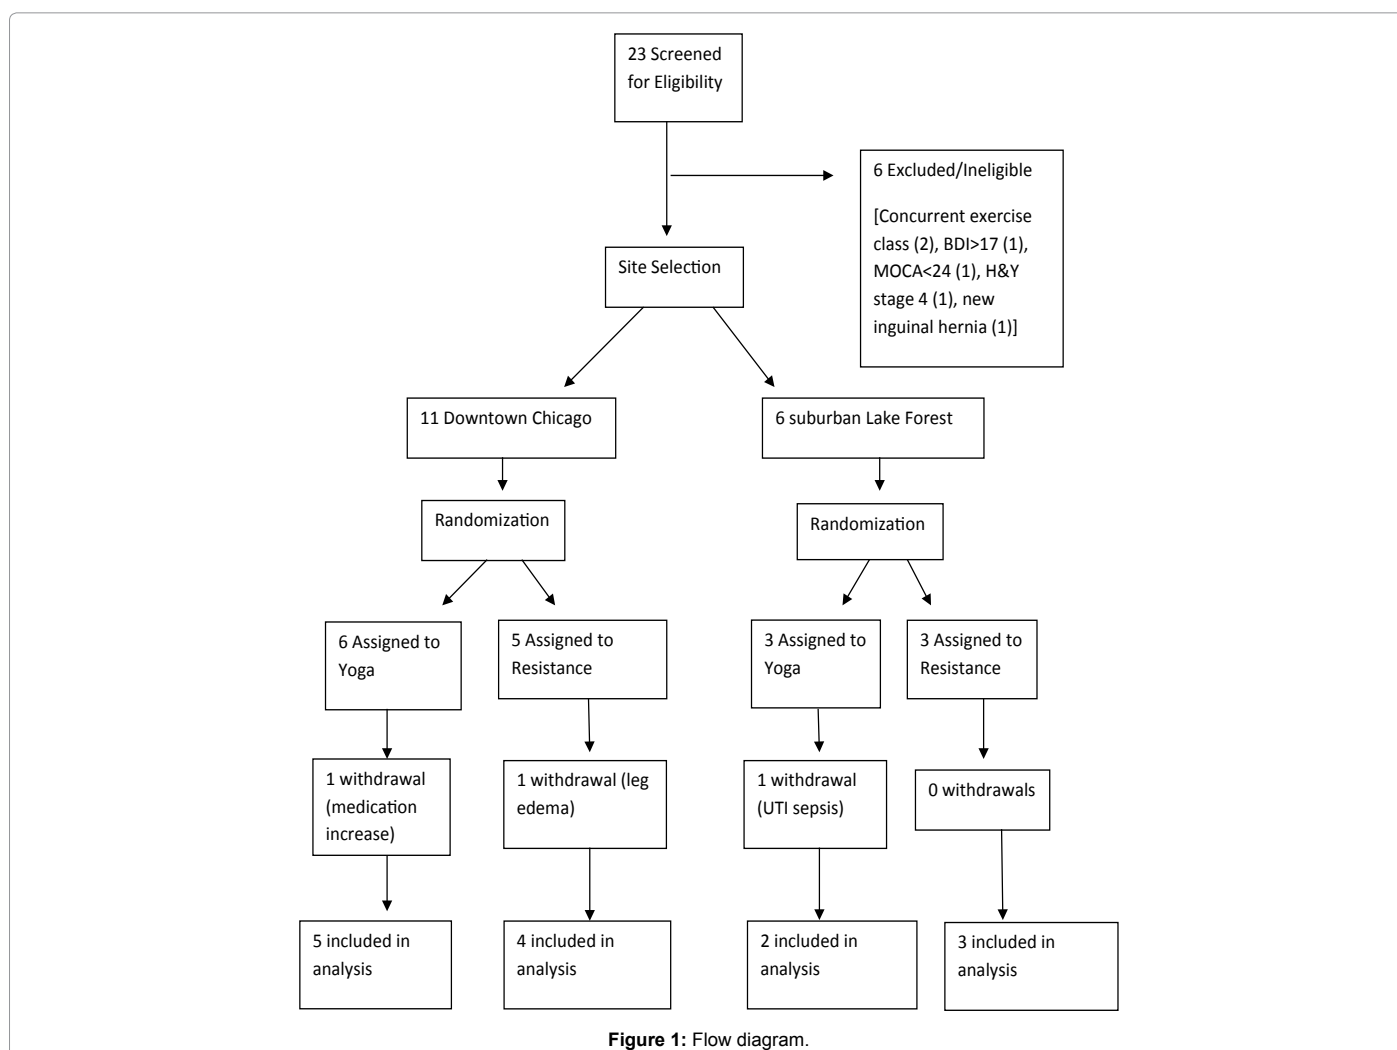 23 Screened
for Eligibility
6 Excluded/Ineligible
[Concurrent exercise
class (2), BDI>17 (1),
MOCA<24 (1), H&Y
stage 4 (1), new
inguinal hernia (1)]
Site Selection
11 Downtown Chicago
6 suburban Lake Forest
Randomization
Randomization
6 Assigned to
Yoga
5 Assigned to
Resistance
3 Assigned to
Yoga
3 Assigned to
Resistance
1 withdrawal
(medication
increase)
1 withdrawal (leg
edema)
1 withdrawal
(UTI sepsis)
0 withdrawals
5 included in
analysis
4 included in
analysis
2 included in
analysis
3 included in
analysis
Figure 1: Flow diagram.